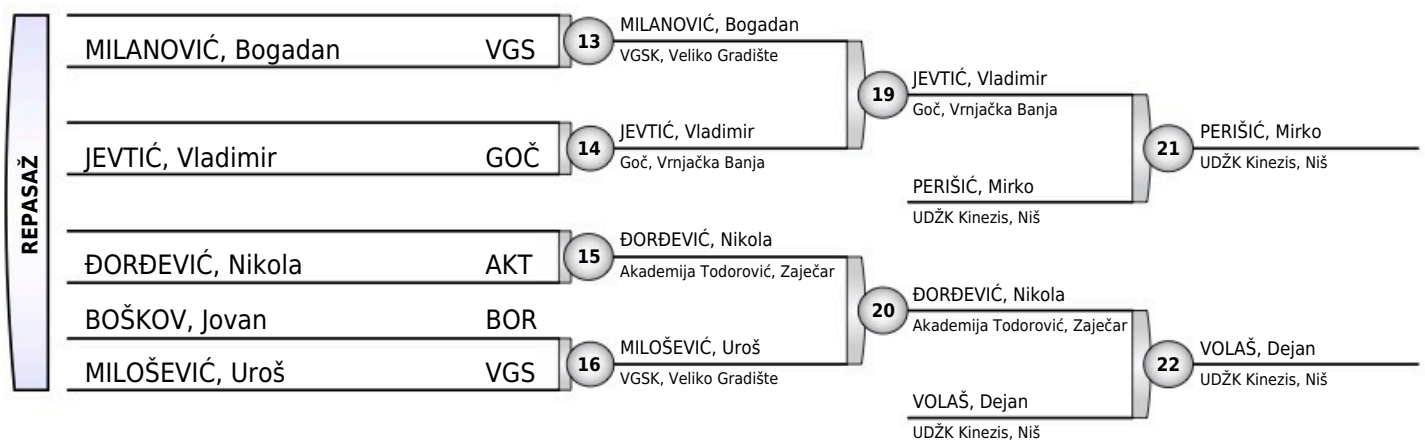 REPASAŽ
MILANOVIĆ, Bogadan VGS
JEVTIĆ, Vladimir GOČ
ĐORĐEVIĆ, Nikola AKT
BOŠKOV, Jovan BOR
MILOŠEVIĆ, Uroš VGS
13
MILANOVIĆ, Bogadan
VGSK, Veliko Gradište
14
JEVTIĆ, Vladimir
Goč, Vrnjačka Banja
15
ĐORĐEVIĆ, Nikola
Akademija Todorović, Zaječar
16
MILOŠEVIĆ, Uroš
VGSK, Veliko Gradište
19
JEVTIĆ, Vladimir
Goč, Vrnjačka Banja
PERIŠIĆ, Mirko
UDŽK Kinezis, Niš
20
ĐORĐEVIĆ, Nikola
Akademija Todorović, Zaječar
VOLAŠ, Dejan
UDŽK Kinezis, Niš
21
PERIŠIĆ, Mirko
UDŽK Kinezis, Niš
22
VOLAŠ, Dejan
UDŽK Kinezis, Niš